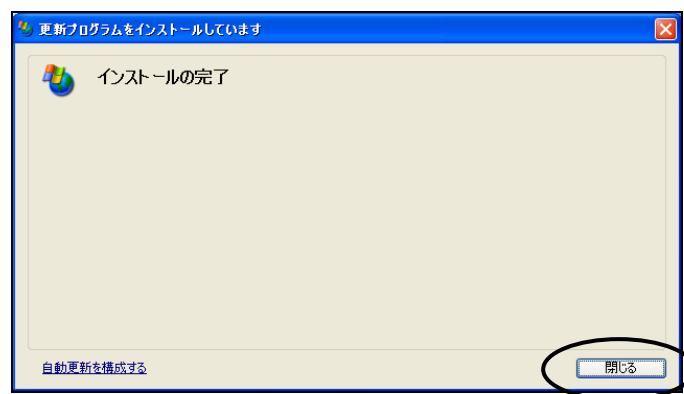 更新プログラムをインストールしています
インストールの完了
自動更新を構成する
閉じる